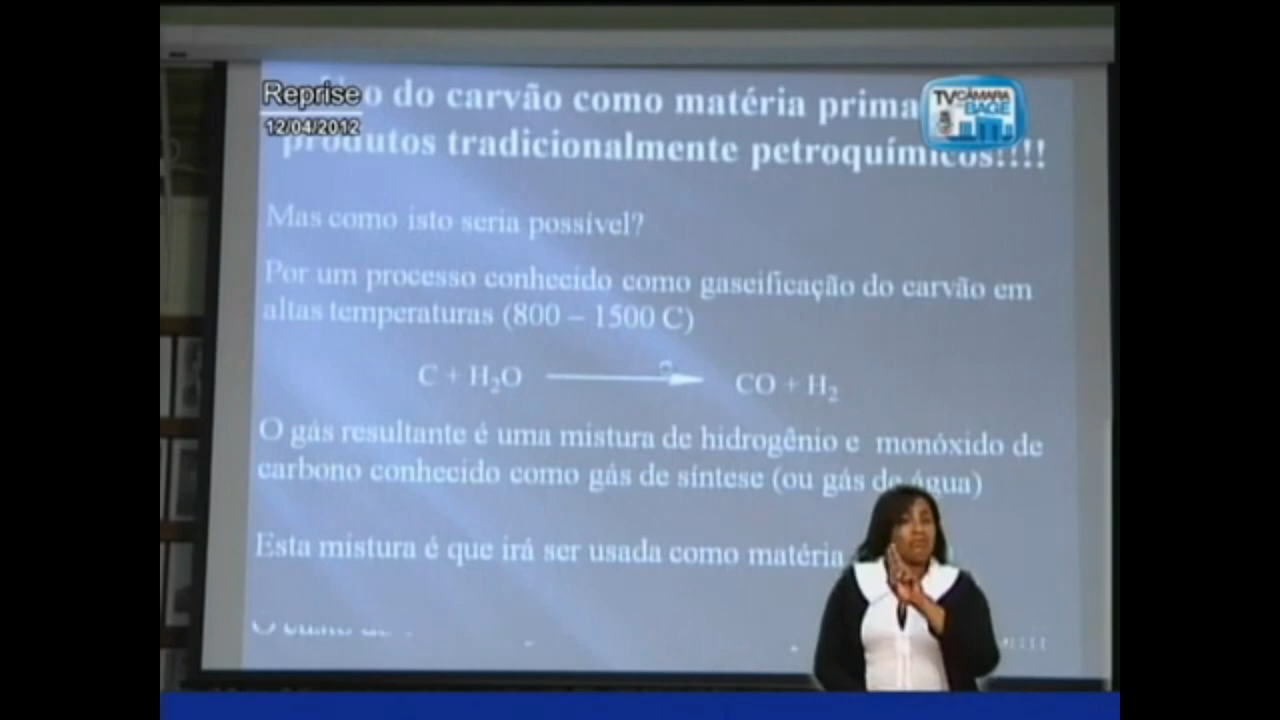 Reprise
12/04/2012
TV CÂMARA
BAGÉ
do carvão como matéria prima
produtos tradicionalmente petroquímicos!!!!
Mas como isto seria possível?
Por um processo conhecido como gaseificação do carvão em
altas temperaturas (800 – 1500 C)
C + H₂O CO + H₂
O gás resultante é uma mistura de hidrogênio e monóxido de
carbono conhecido como gás de síntese (ou gás de água)
Esta mistura é que irá ser usada como matéria